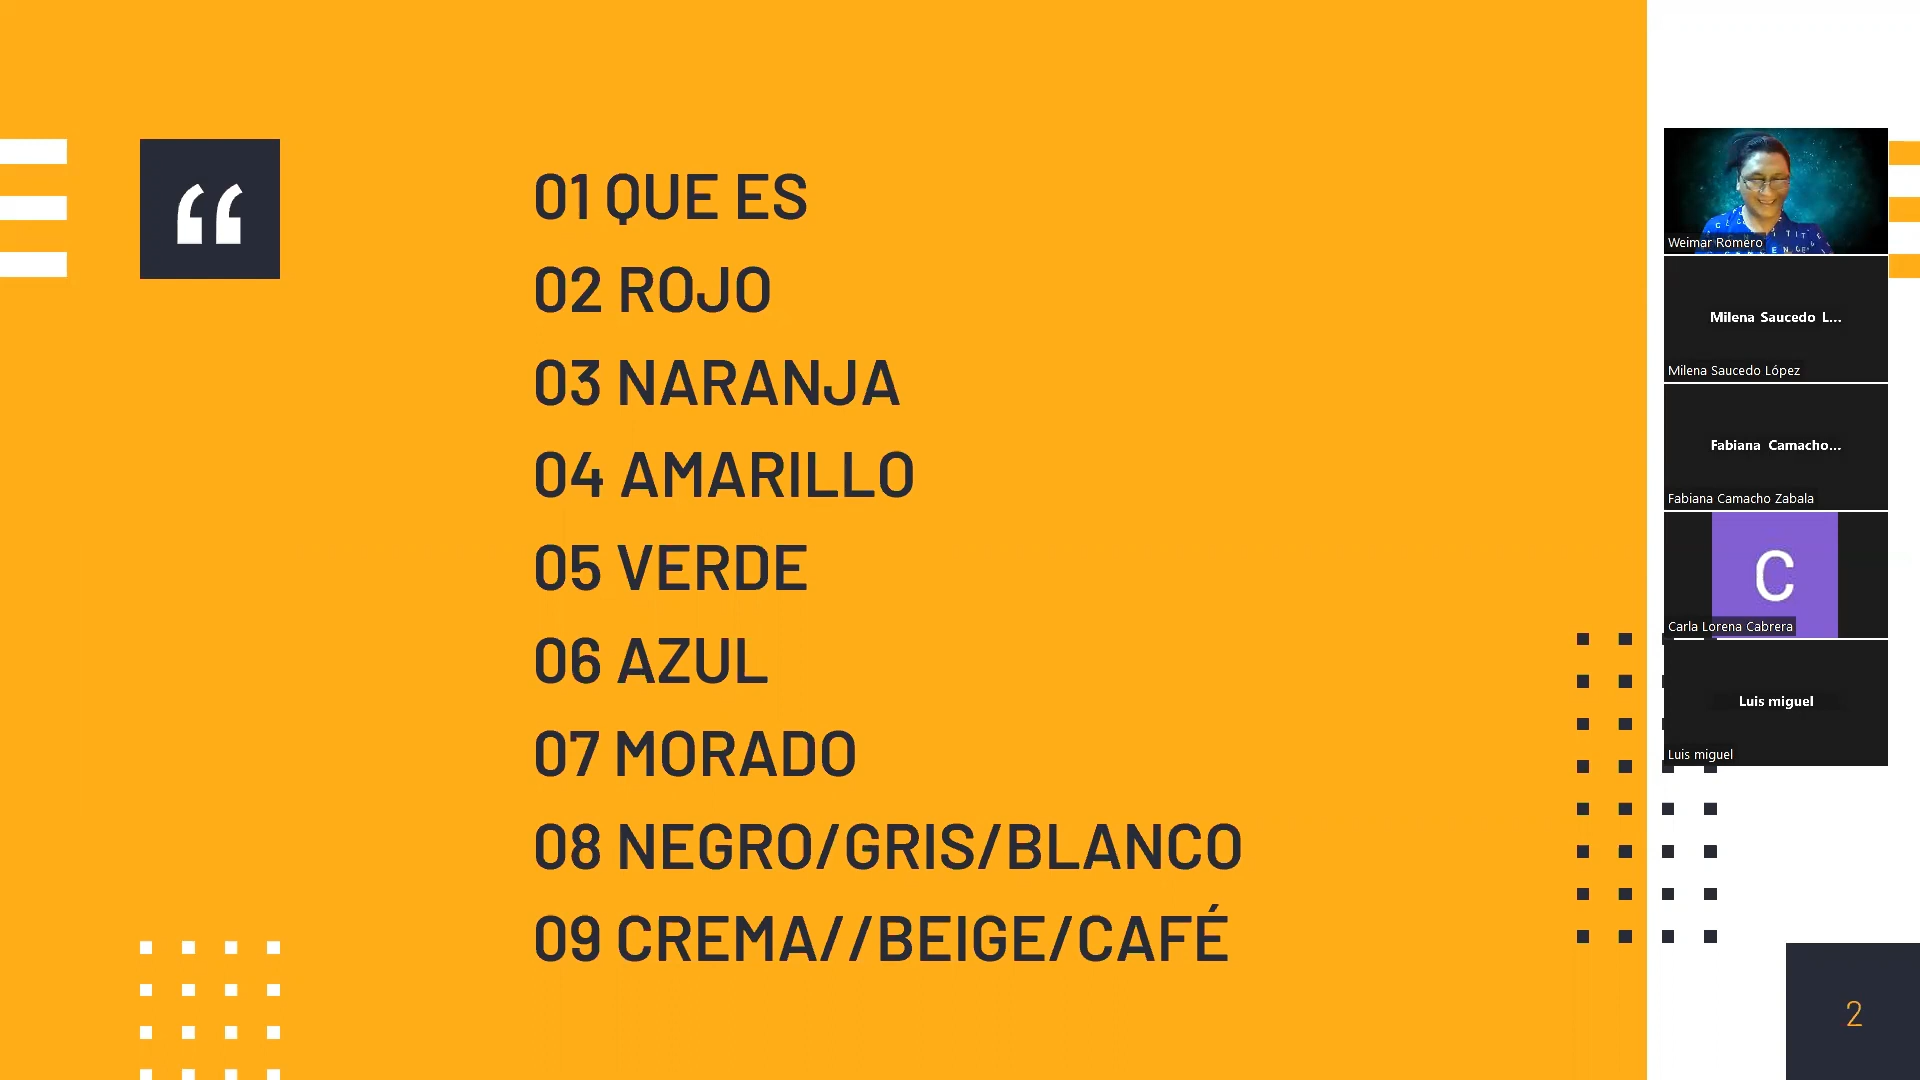 “
01 QUE ES
02 ROJO
03 NARANJA
04 AMARILLO
05 VERDE
06 AZUL
07 MORADO
08 NEGRO/GRIS/BLANCO
09 CREMA//BEIGE/CAFÉ
Weimar Romero
Milena Saucedo L...
Milena Saucedo López
Fabiana Camacho...
Fabiana Camacho Zabala
C
Carla Lorena Cabrera
Luis miguel
Luis miguel
2